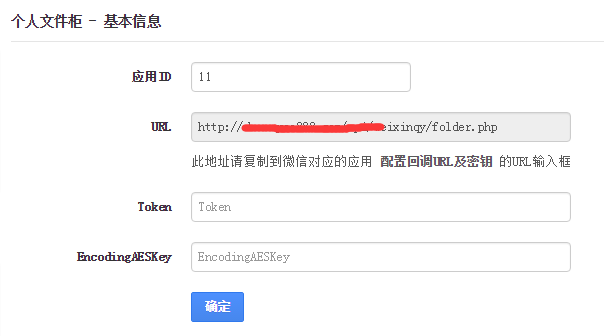 个人文件柜 - 基本信息
应用ID 11
URL http://eixinqy/folder.php
此地址请复制到微信对应的应用 配置回调URL及密钥 的URL输入框
Token Token
EncodingAESKey EncodingAESKey
确定